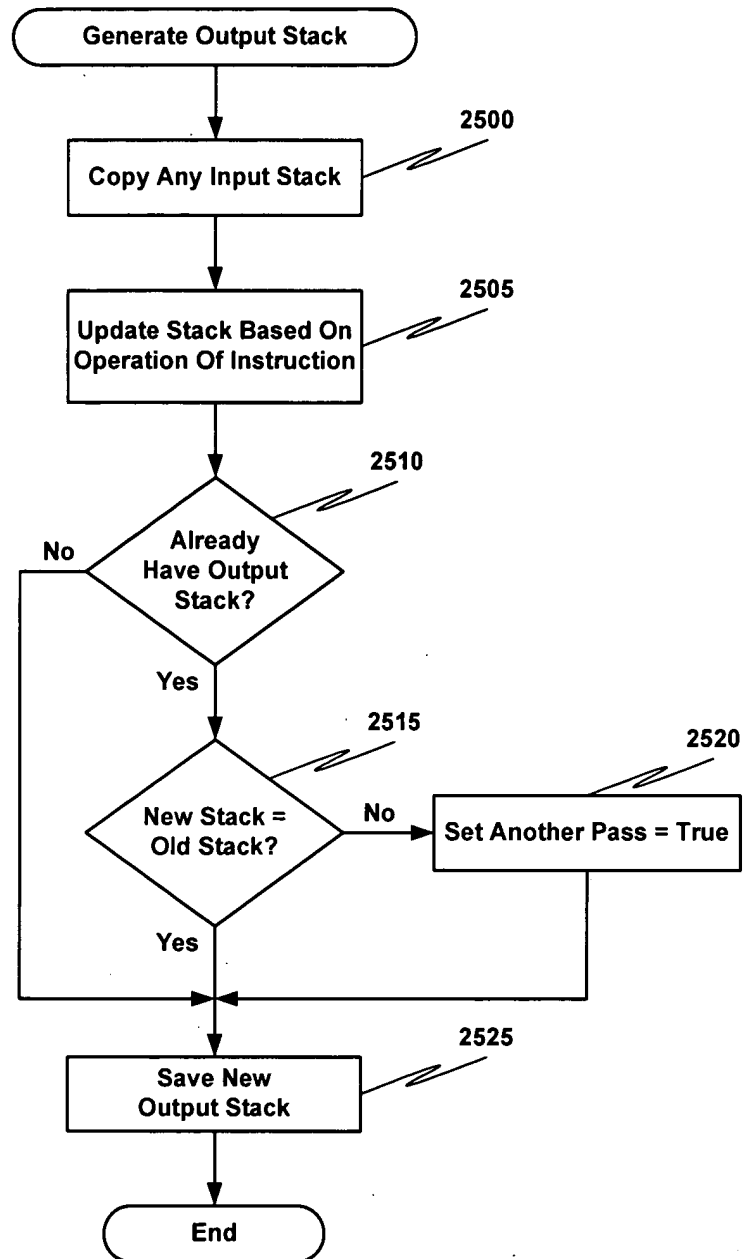 Generate Output Stack
2500
Copy Any Input Stack
2505
Update Stack Based On
Operation Of Instruction
2510
Already
Have Output
Stack?
No
Yes
2515
2520
New Stack =
Old Stack?
No
Set Another Pass = True
Yes
2525
Save New
Output Stack
End